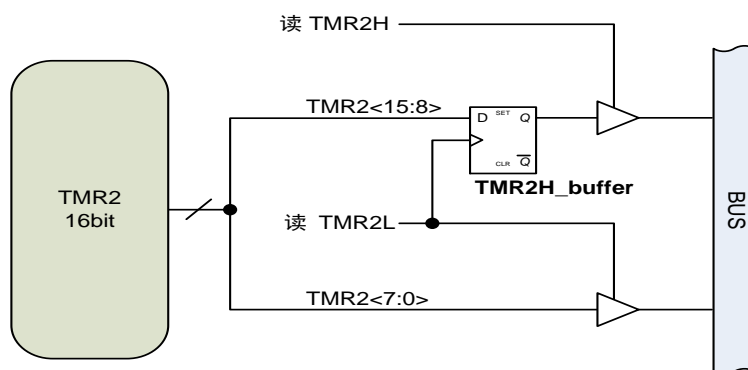 读 TMR2H
TMR2<15:8>
D SET Q
CLR Q
TMR2H_buffer
TMR2
16bit
读 TMR2L
TMR2<7:0>
BUS